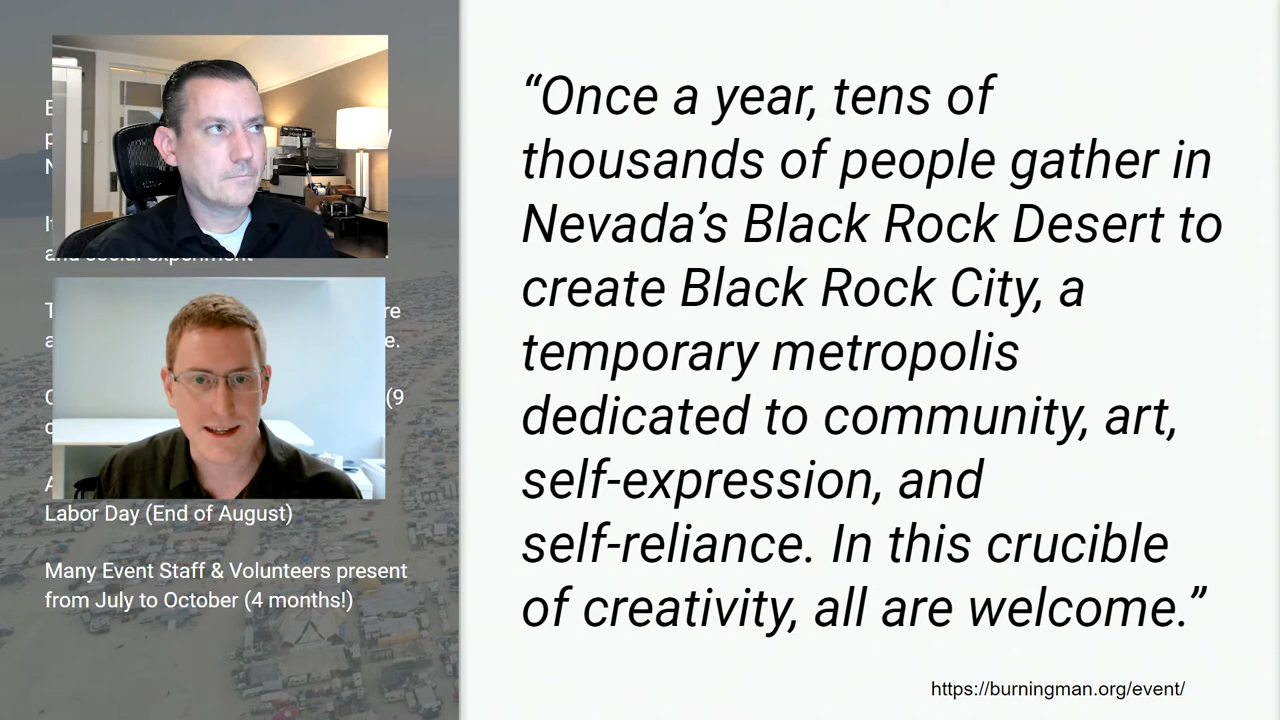 and social experiment
Labor Day (End of August)
Many Event Staff & Volunteers present
from July to October (4 months!)
“Once a year, tens of
thousands of people gather in
Nevada’s Black Rock Desert to
create Black Rock City, a
temporary metropolis
dedicated to community, art,
self-expression, and
self-reliance. In this crucible
of creativity, all are welcome.”
https://burningman.org/event/